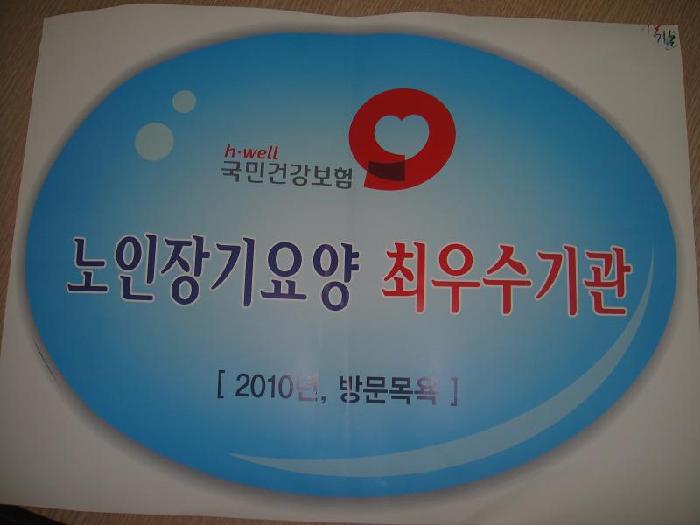 h·well
국민건강보험
노인장기요양 최우수기관
[ 2010년, 방문목욕 ]